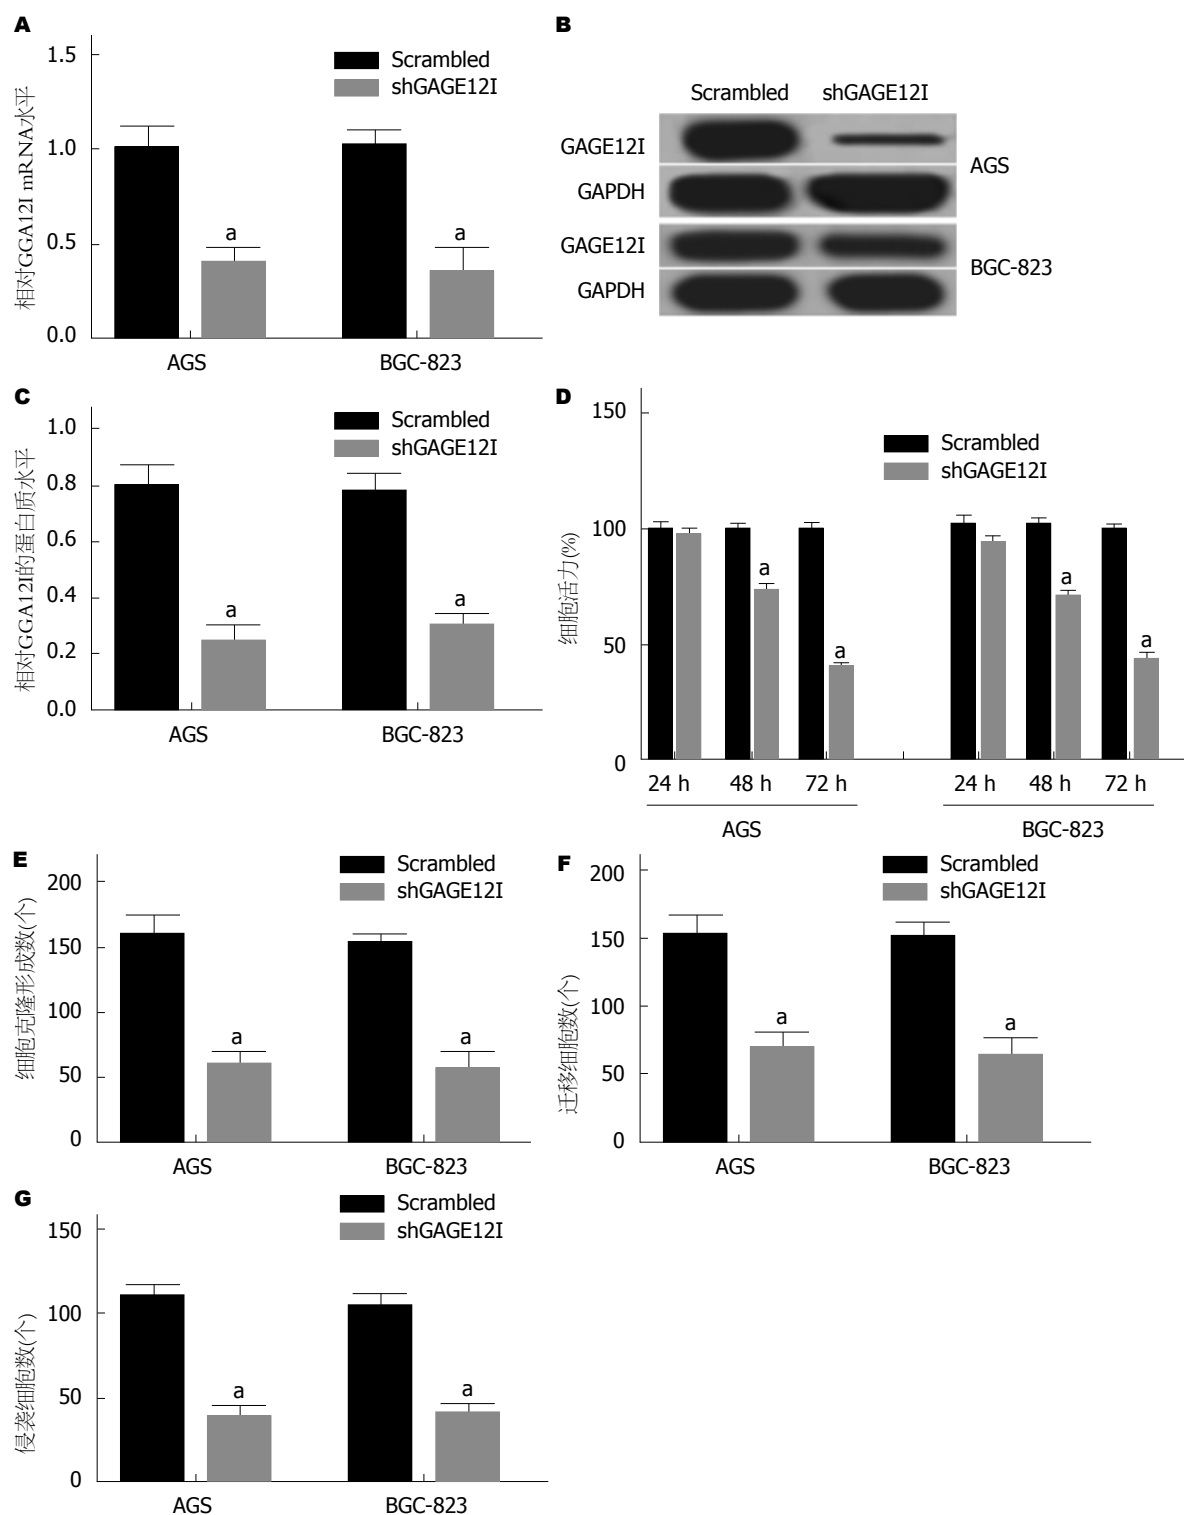 A
相对GGA12I mRNA水平
1.5
1.0
0.5
0.0
Scrambled
shGAGE12I
a
a
AGS
BGC-823
B
Scrambled
shGAGE12I
GAGE12I
GAPDH
AGS
GAGE12I
GAPDH
BGC-823
C
相对GGA12I的蛋白质水平
1.0
0.8
0.6
0.4
0.2
0.0
Scrambled
shGAGE12I
a
a
AGS
BGC-823
D
细胞活力(%)
150
100
50
0
Scrambled
shGAGE12I
a
a
a
a
24 h
48 h
72 h
24 h
48 h
72 h
AGS
BGC-823
E
细胞克隆形成数(个)
200
150
100
50
0
Scrambled
shGAGE12I
a
a
AGS
BGC-823
F
迁移细胞数(个)
200
150
100
50
0
Scrambled
shGAGE12I
a
a
AGS
BGC-823
G
侵袭细胞数(个)
150
100
50
0
Scrambled
shGAGE12I
a
a
AGS
BGC-823